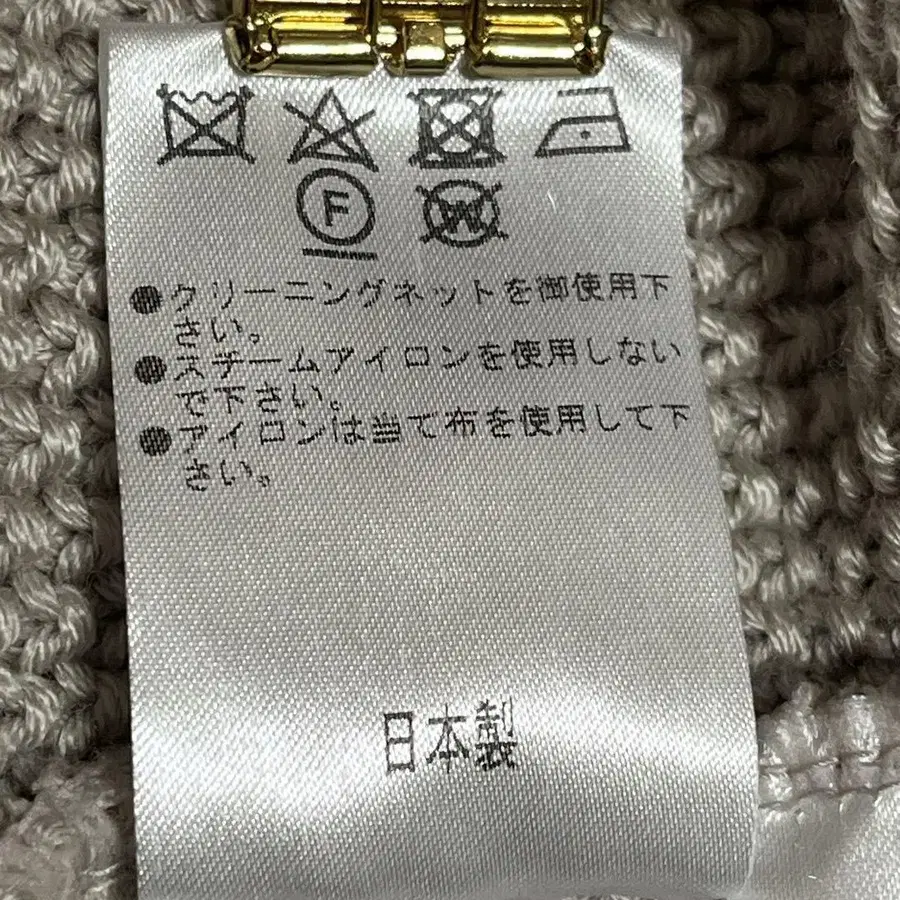 F W
●クリーニングネットを御使用下
さい。
●スチームアイロンを使用しない
で下さい。
●アイロンは当て布を使用して下
さい。
日本製